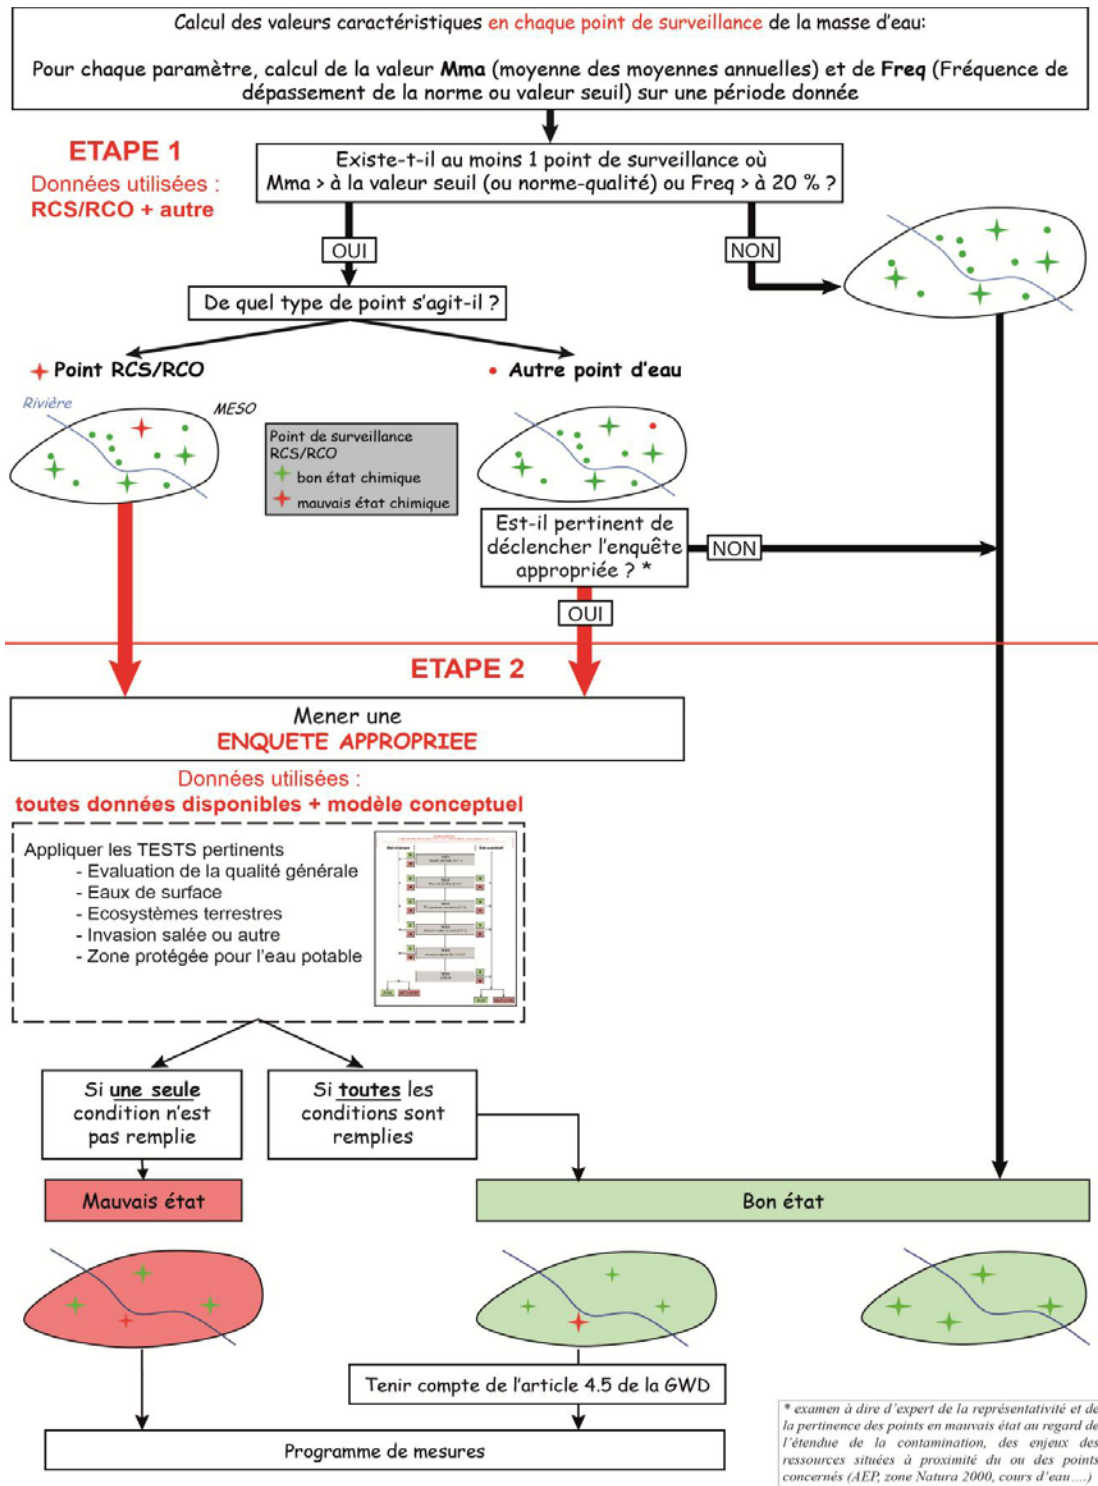 Calcul des valeurs caractéristiques en chaque point de surveillance de la masse d'eau:
Pour chaque paramètre, calcul de la valeur Mma (moyenne des moyennes annuelles) et de Freq (Fréquence de
dépassement de la norme ou valeur seuil) sur une période donnée
ETAPE 1
Données utilisées :
RCS/RCO + autre
Existe-t-il au moins 1 point de surveillance où
Mma > à la valeur seuil (ou norme-qualité) ou Freq > à 20 % ?
OUI
NON
De quel type de point s'agit-il ?
Point RCS/RCO
Autre point d'eau
Rivière
MESO
Point de surveillance
RCS/RCO
bon état chimique
mauvais état chimique
Est-il pertinent de
déclencher l'enquête
appropriée ? *
NON
OUI
ETAPE 2
Mener une
ENQUETE APPROPRIEE
Données utilisées :
toutes données disponibles + modèle conceptuel
Appliquer les TESTS pertinents
- Evaluation de la qualité générale
- Eaux de surface
- Ecosystèmes terrestres
- Invasion salée ou autre
- Zone protégée pour l'eau potable
Si une seule
condition n'est
pas remplie
Si toutes les
conditions sont
remplies
Mauvais état
Bon état
Tenir compte de l'article 4.5 de la GWD
Programme de mesures
* examen à dire d'expert de la représentativité et de
la pertinence des points en mauvais état au regard de
l'étendue de la contamination, des enjeux des
ressources situées à proximité du ou des points
concernés (AEP, zone Natura 2000, cours d'eau....)